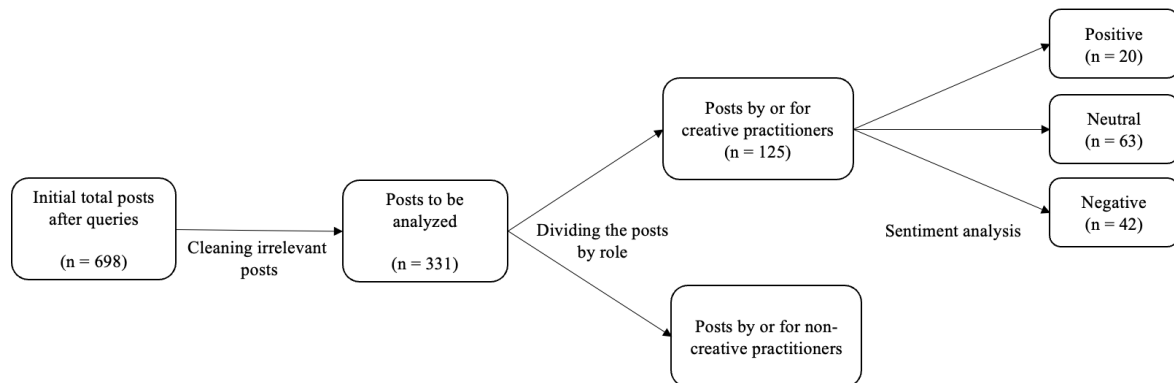 Initial total posts
after queries
(n = 698)
Cleaning irrelevant
posts
Posts to be
analyzed
(n = 331)
Dividing the posts
by role
Posts by or for
creative practitioners
(n = 125)
Posts by or for non-
creative practitioners
Sentiment analysis
Positive
(n = 20)
Neutral
(n = 63)
Negative
(n = 42)